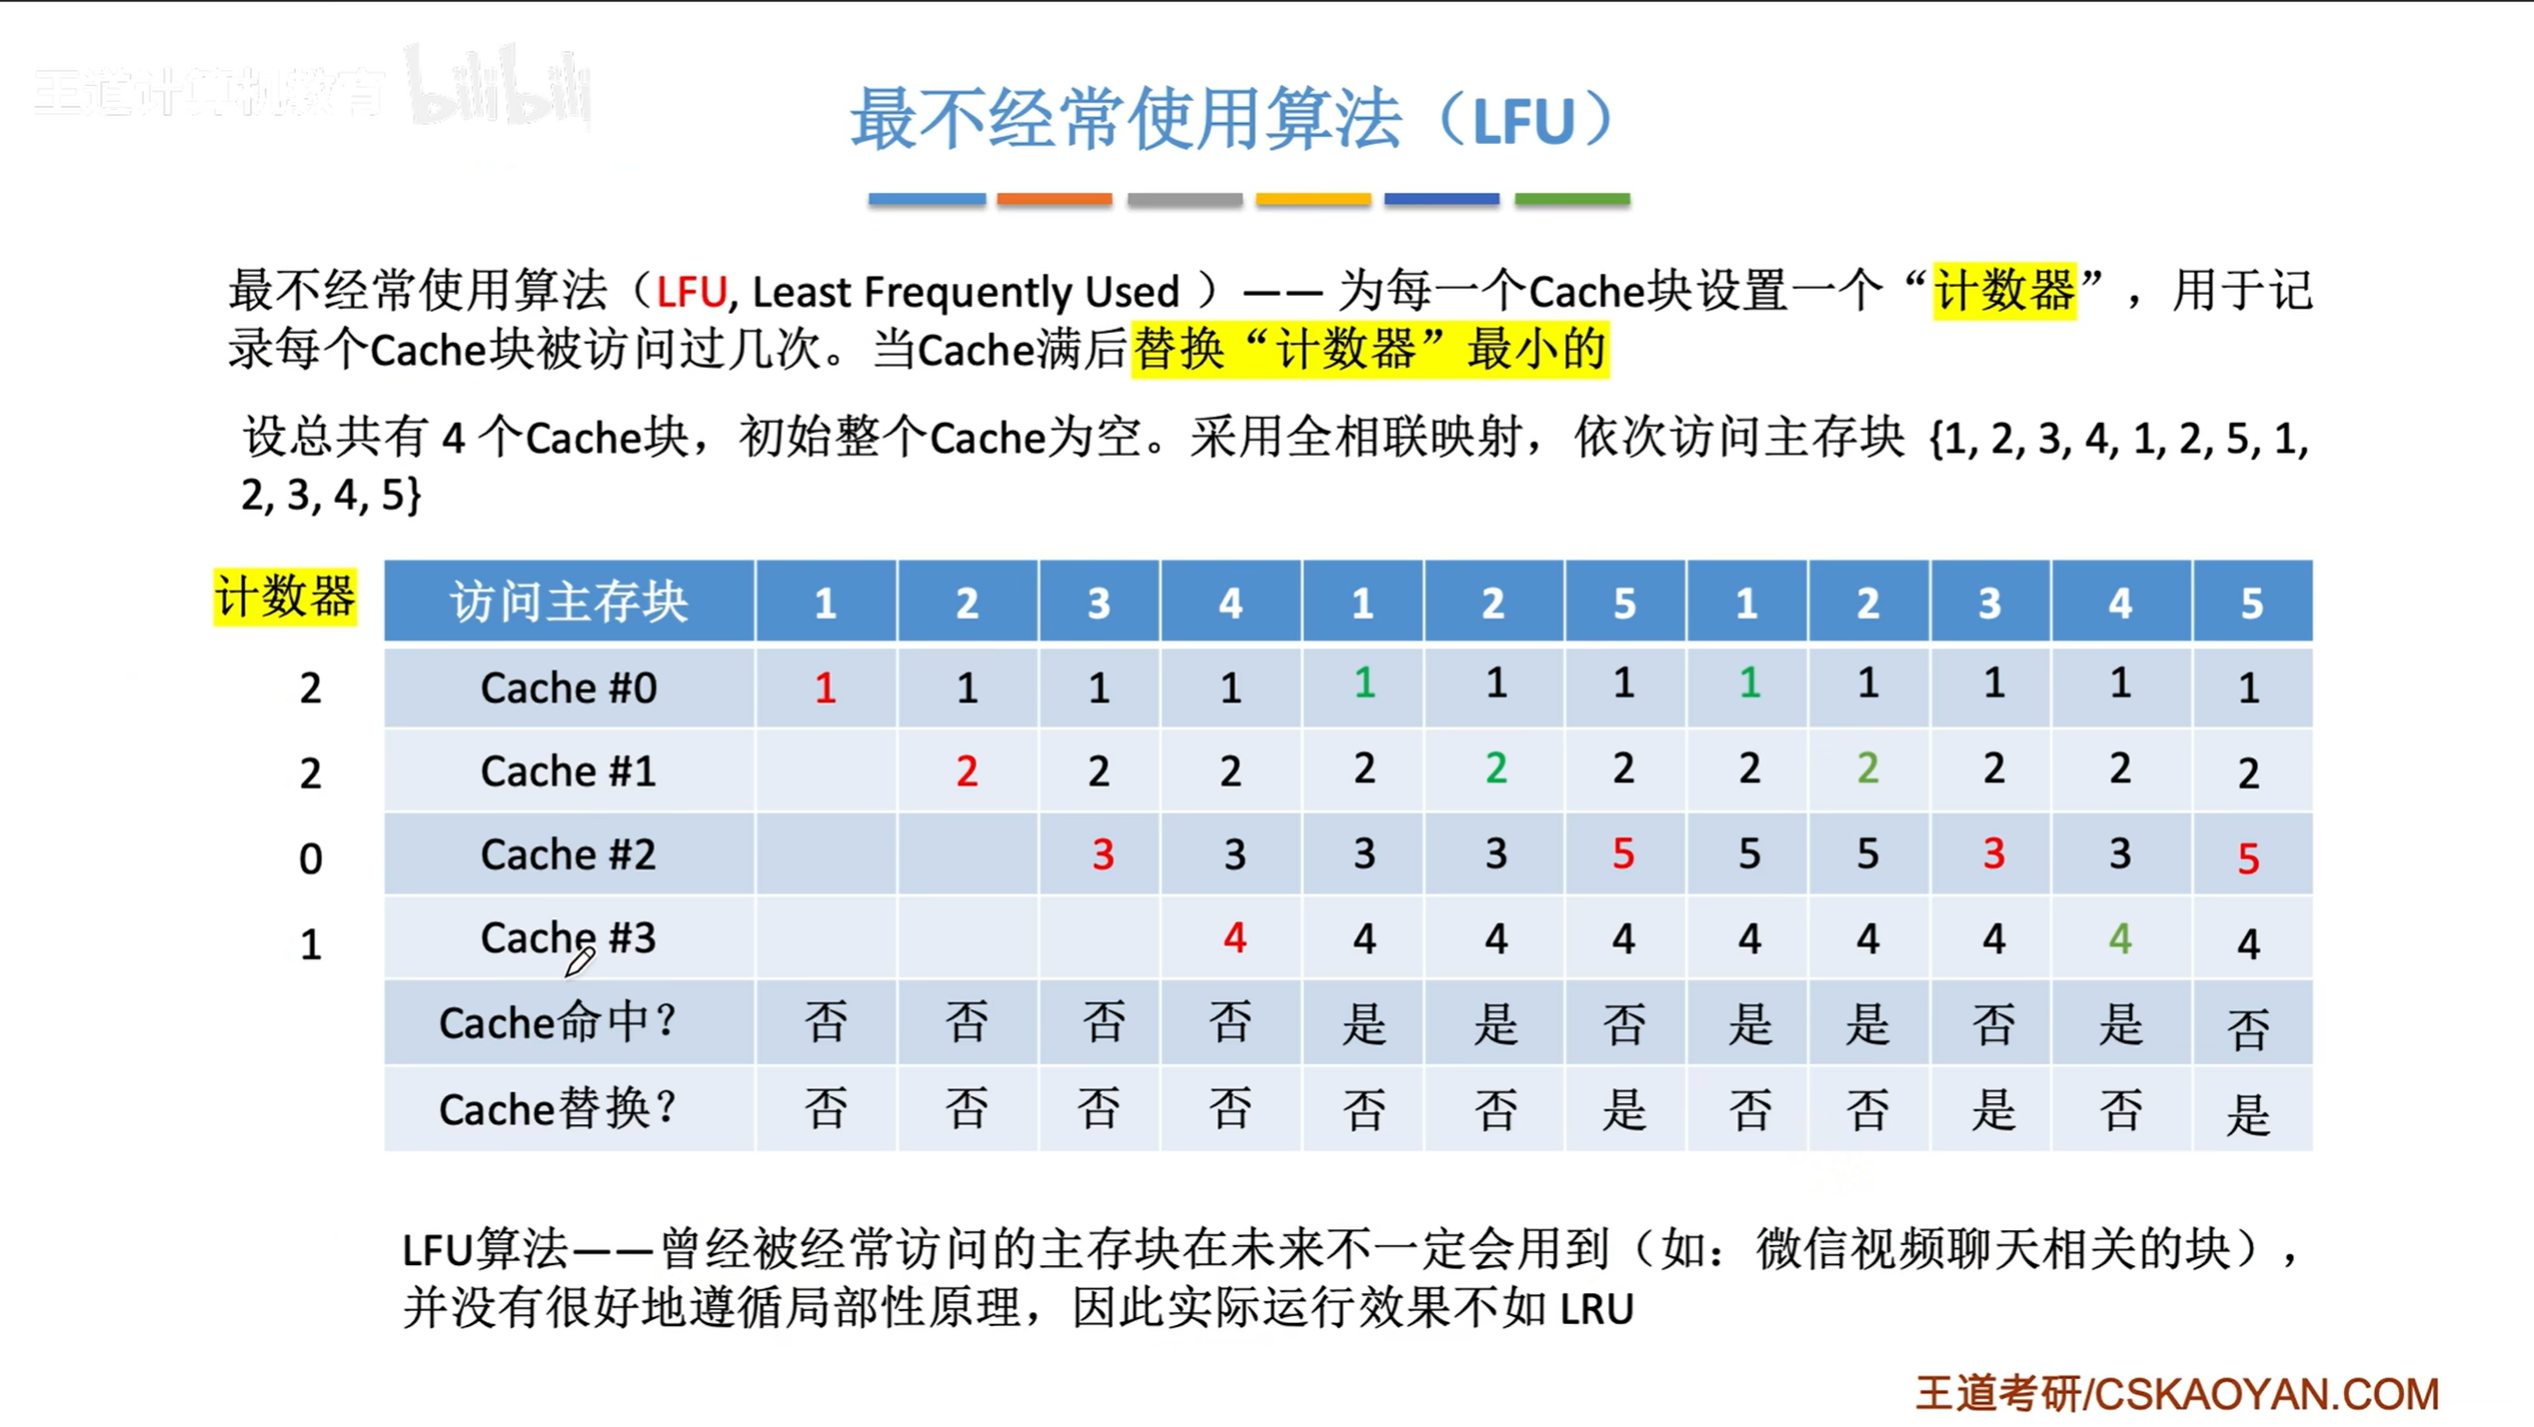 王道计算机教育 bilibili
最不经常使用算法（LFU）
最不经常使用算法（LFU, Least Frequently Used ）—— 为每一个Cache块设置一个“计数器”，用于记
录每个Cache块被访问过几次。当Cache满后替换“计数器”最小的
设总共有 4 个Cache块，初始整个Cache为空。采用全相联映射，依次访问主存块 {1, 2, 3, 4, 1, 2, 5, 1,
2, 3, 4, 5}
计数器 访问主存块 1 2 3 4 1 2 5 1 2 3 4 5
2 Cache #0 1 1 1 1 1 1 1 1 1 1 1 1
2 Cache #1 2 2 2 2 2 2 2 2 2 2 2
0 Cache #2 3 3 3 3 5 5 5 3 3 5
1 Cache #3 4 4 4 4 4 4 4 4 4
Cache命中？ 否 否 否 否 是 是 否 是 是 否 是 否
Cache替换？ 否 否 否 否 否 否 是 否 否 是 否 是
LFU算法——曾经被经常访问的主存块在未来不一定会用到（如：微信视频聊天相关的块），
并没有很好地遵循局部性原理，因此实际运行效果不如 LRU
王道考研/CSKAOYAN.COM